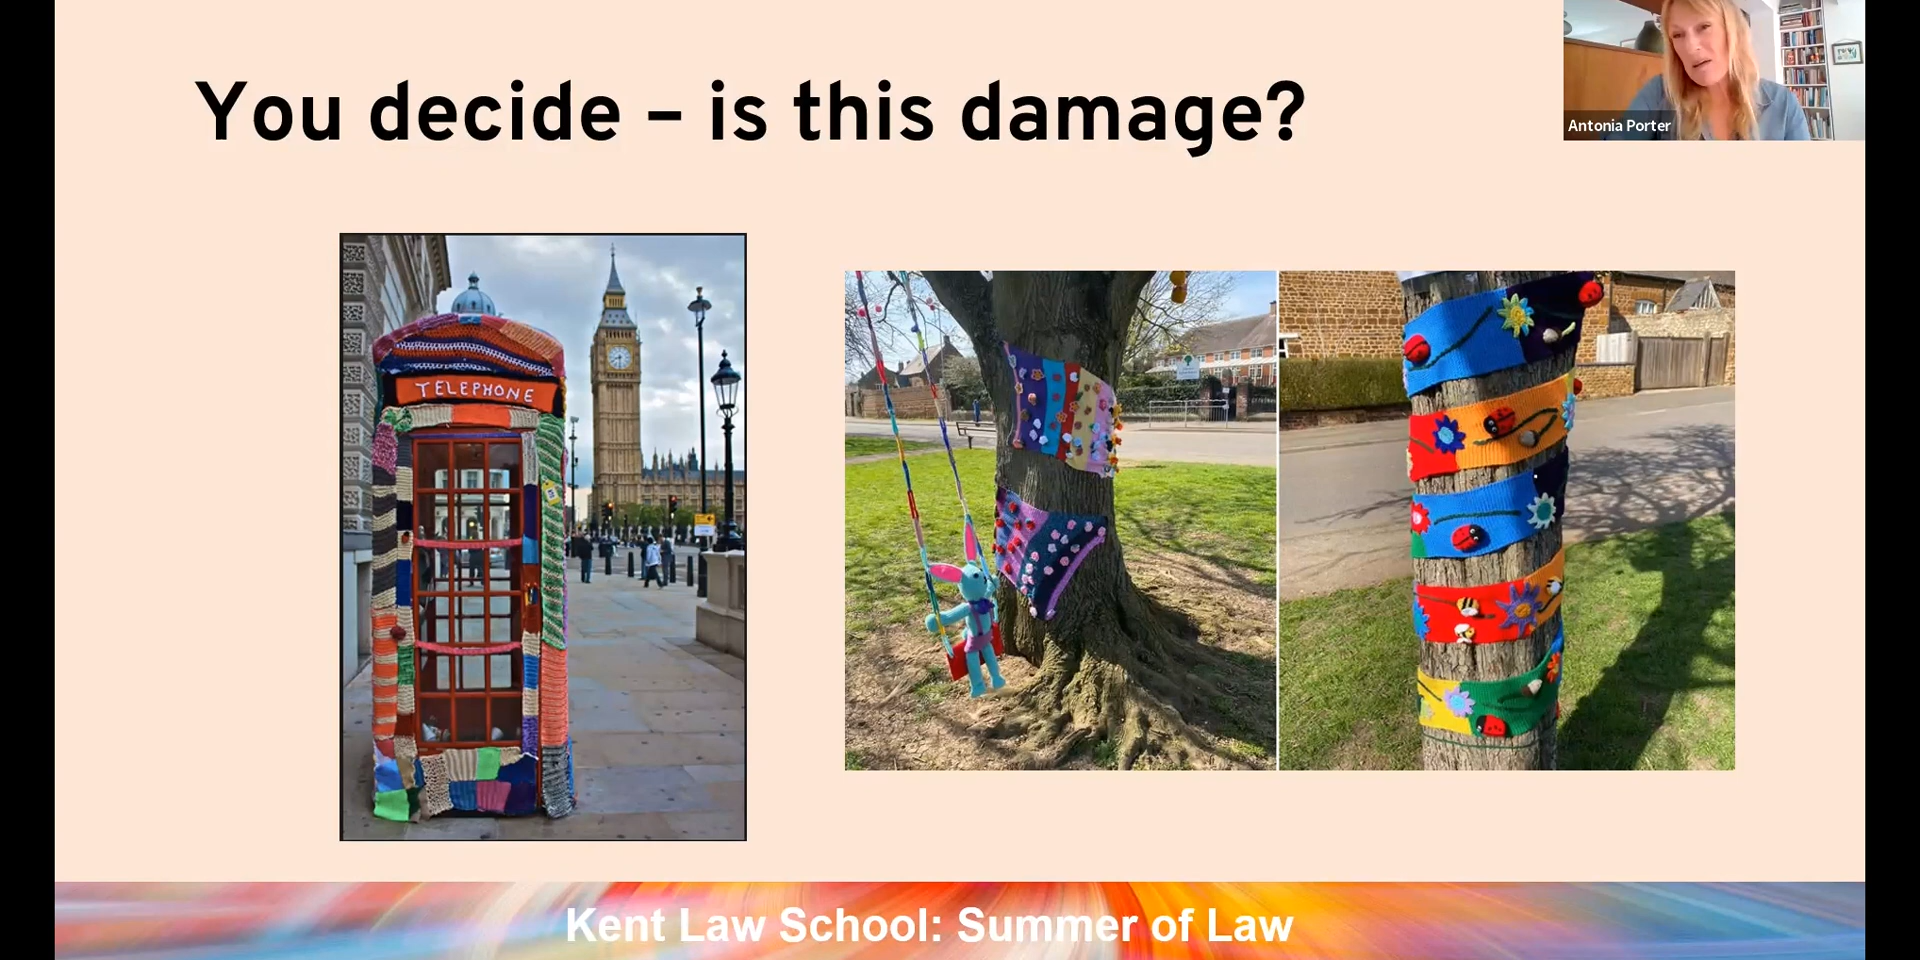 You decide – is this damage?
Antonia Porter
TELEPHONE
Kent Law School: Summer of Law